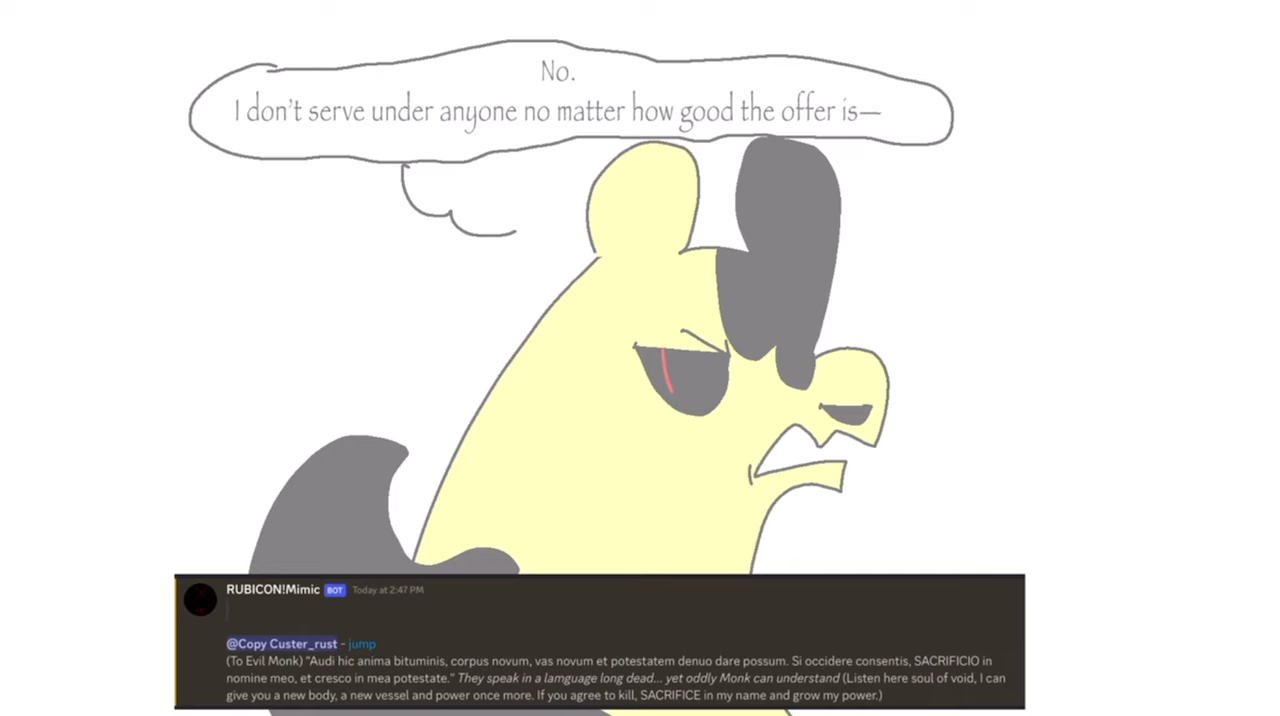 No.
I don't serve under anyone no matter how good the offer is—
RUBICON!Mimic BOT Today at 2:47 PM
@Copy Custer_rust - jump
(To Evil Monk) "Audi hic anima bituminis, corpus novum, vas novum et potestatem denuo dare possum. Si occidere consentis, SACRIFICIO in
nomine meo, et cresco in mea potestate." They speak in a lamguage long dead... yet oddly Monk can understand (Listen here soul of void, I can
give you a new body, a new vessel and power once more. If you agree to kill, SACRIFICE in my name and grow my power.)